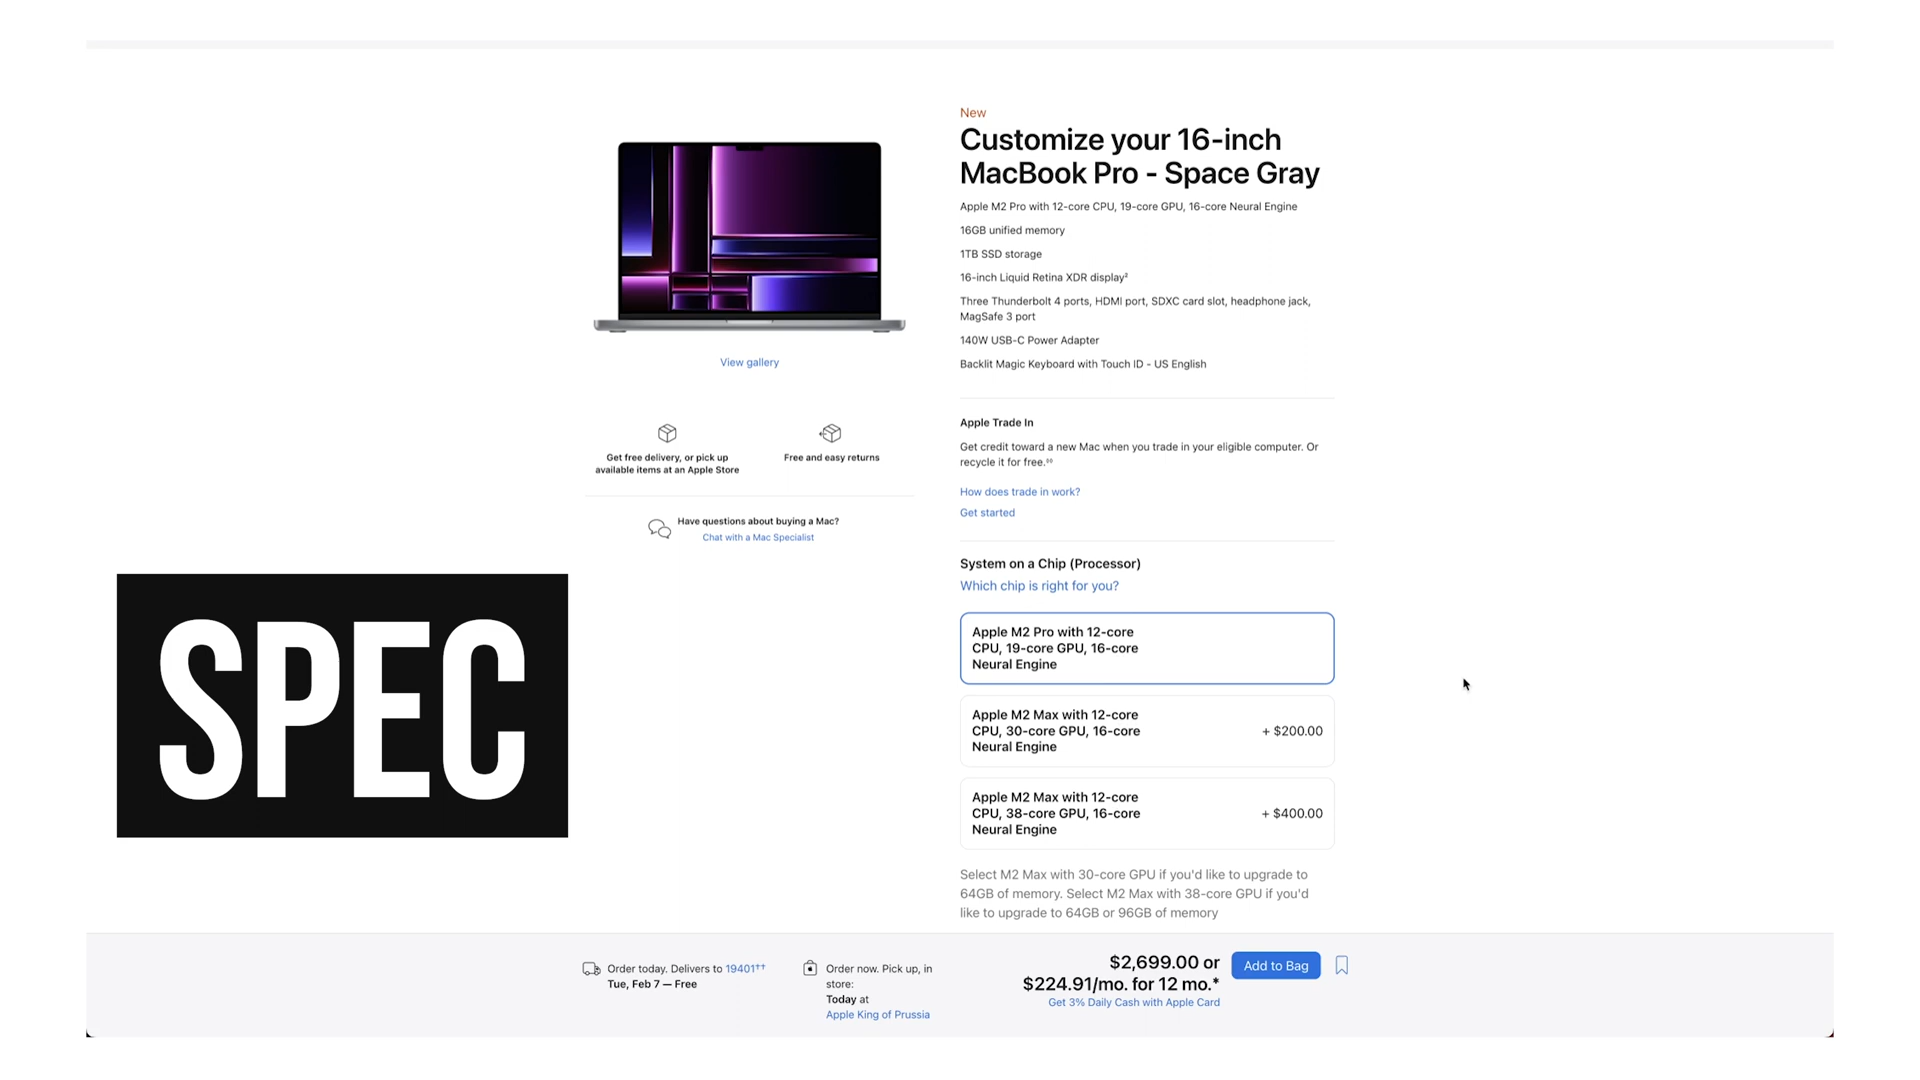 New
Customize your 16-inch
MacBook Pro - Space Gray
Apple M2 Pro with 12-core CPU, 19-core GPU, 16-core Neural Engine
16GB unified memory
1TB SSD storage
16-inch Liquid Retina XDR display²
Three Thunderbolt 4 ports, HDMI port, SDXC card slot, headphone jack,
MagSafe 3 port
140W USB-C Power Adapter
Backlit Magic Keyboard with Touch ID - US English
View gallery
Get free delivery, or pick up
available items at an Apple Store
Free and easy returns
Have questions about buying a Mac?
Chat with a Mac Specialist
Apple Trade In
Get credit toward a new Mac when you trade in your eligible computer. Or
recycle it for free.◊◊
How does trade in work?
Get started
System on a Chip (Processor)
Which chip is right for you?
Apple M2 Pro with 12-core
CPU, 19-core GPU, 16-core
Neural Engine
Apple M2 Max with 12-core
CPU, 30-core GPU, 16-core
Neural Engine
+ $200.00
Apple M2 Max with 12-core
CPU, 38-core GPU, 16-core
Neural Engine
+ $400.00
Select M2 Max with 30-core GPU if you'd like to upgrade to
64GB of memory. Select M2 Max with 38-core GPU if you'd
like to upgrade to 64GB or 96GB of memory
SPEC
Order today. Delivers to 19401††
Tue, Feb 7 — Free
Order now. Pick up, in
store:
Today at
Apple King of Prussia
$2,699.00 or
$224.91/mo. for 12 mo.*
Get 3% Daily Cash with Apple Card
Add to Bag